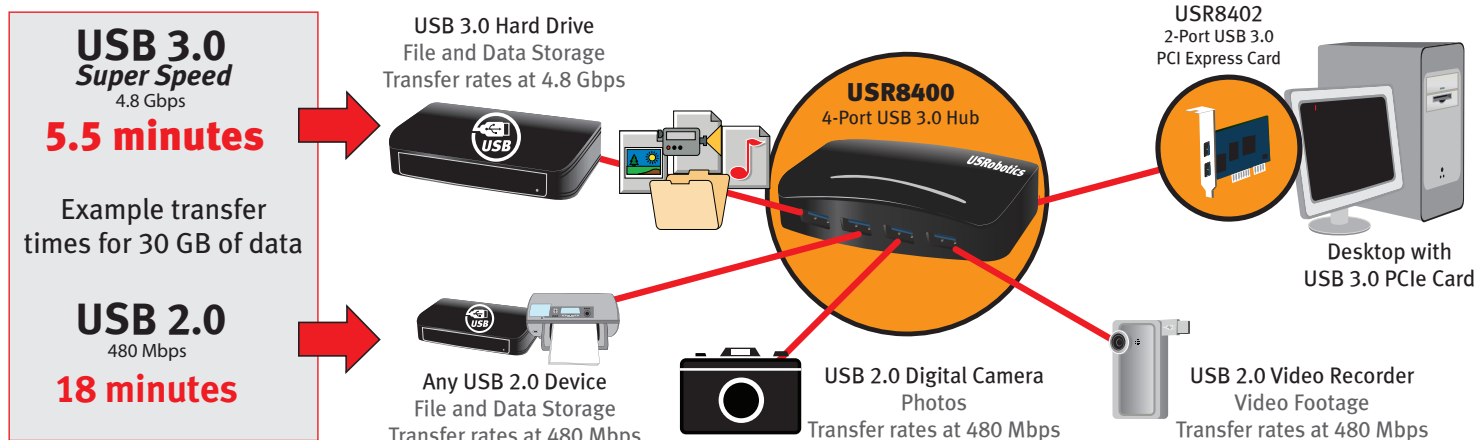 USB 3.0
Super Speed
4.8 Gbps
5.5 minutes
Example transfer
times for 30 GB of data
USB 2.0
480 Mbps
18 minutes
USB 3.0 Hard Drive
File and Data Storage
Transfer rates at 4.8 Gbps
USB
USB
Any USB 2.0 Device
File and Data Storage
Transfer rates at 480 Mbps
USR8400
4-Port USB 3.0 Hub
USRobotics
USB 2.0 Digital Camera
Photos
Transfer rates at 480 Mbps
USR8402
2-Port USB 3.0
PCI Express Card
Desktop with
USB 3.0 PCIe Card
USB 2.0 Video Recorder
Video Footage
Transfer rates at 480 Mbps